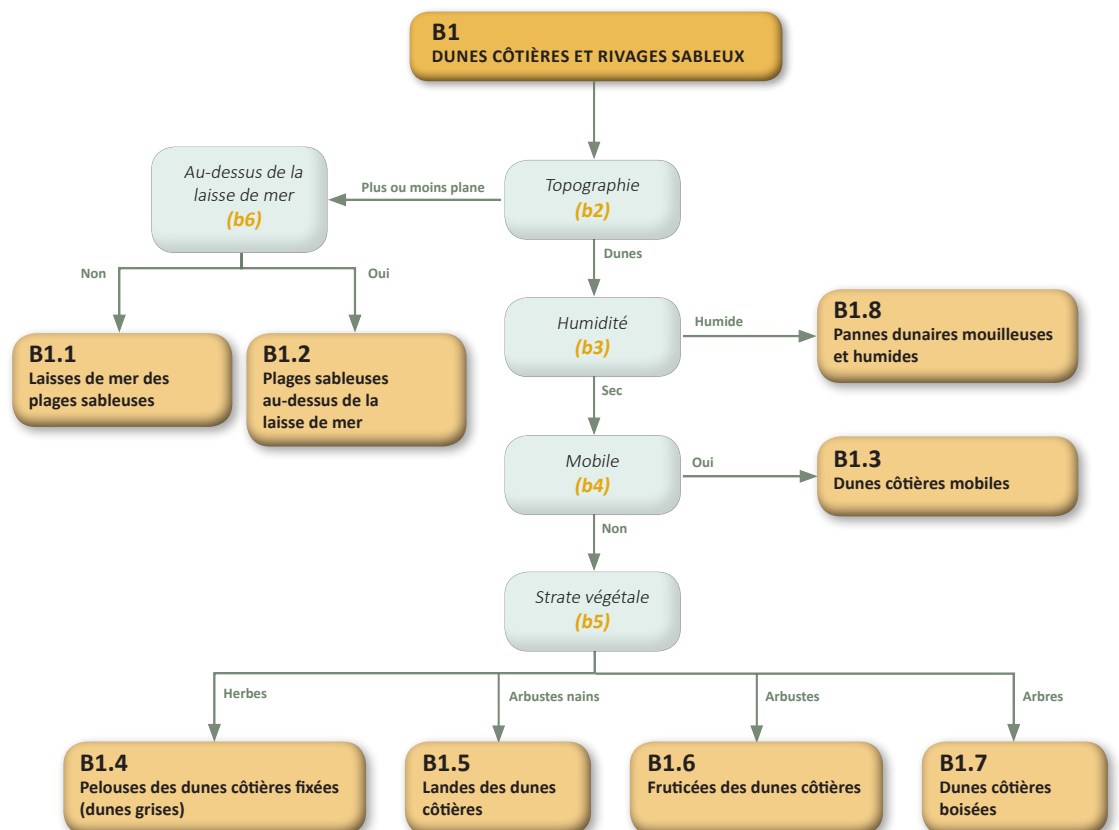 B1
DUNES CÔTIÈRES ET RIVAGES SABLEUX
Au-dessus de la
laisse de mer
(b6)
Plus ou moins plane
Topographie
(b2)
Dunes
Non
Oui
Humidité
(b3)
Humide
B1.8
Pannes dunaires mouilleuses
et humides
B1.1
Laisses de mer des
plages sableuses
B1.2
Plages sableuses
au-dessus de la
laisse de mer
Sec
Mobile
(b4)
Oui
B1.3
Dunes côtières mobiles
Non
Strate végétale
(b5)
Herbes
Arbustes nains
Arbustes
Arbres
B1.4
Pelouses des dunes côtières fixées
(dunes grises)
B1.5
Landes des dunes
côtières
B1.6
Fruticées des dunes côtières
B1.7
Dunes côtières
boisées